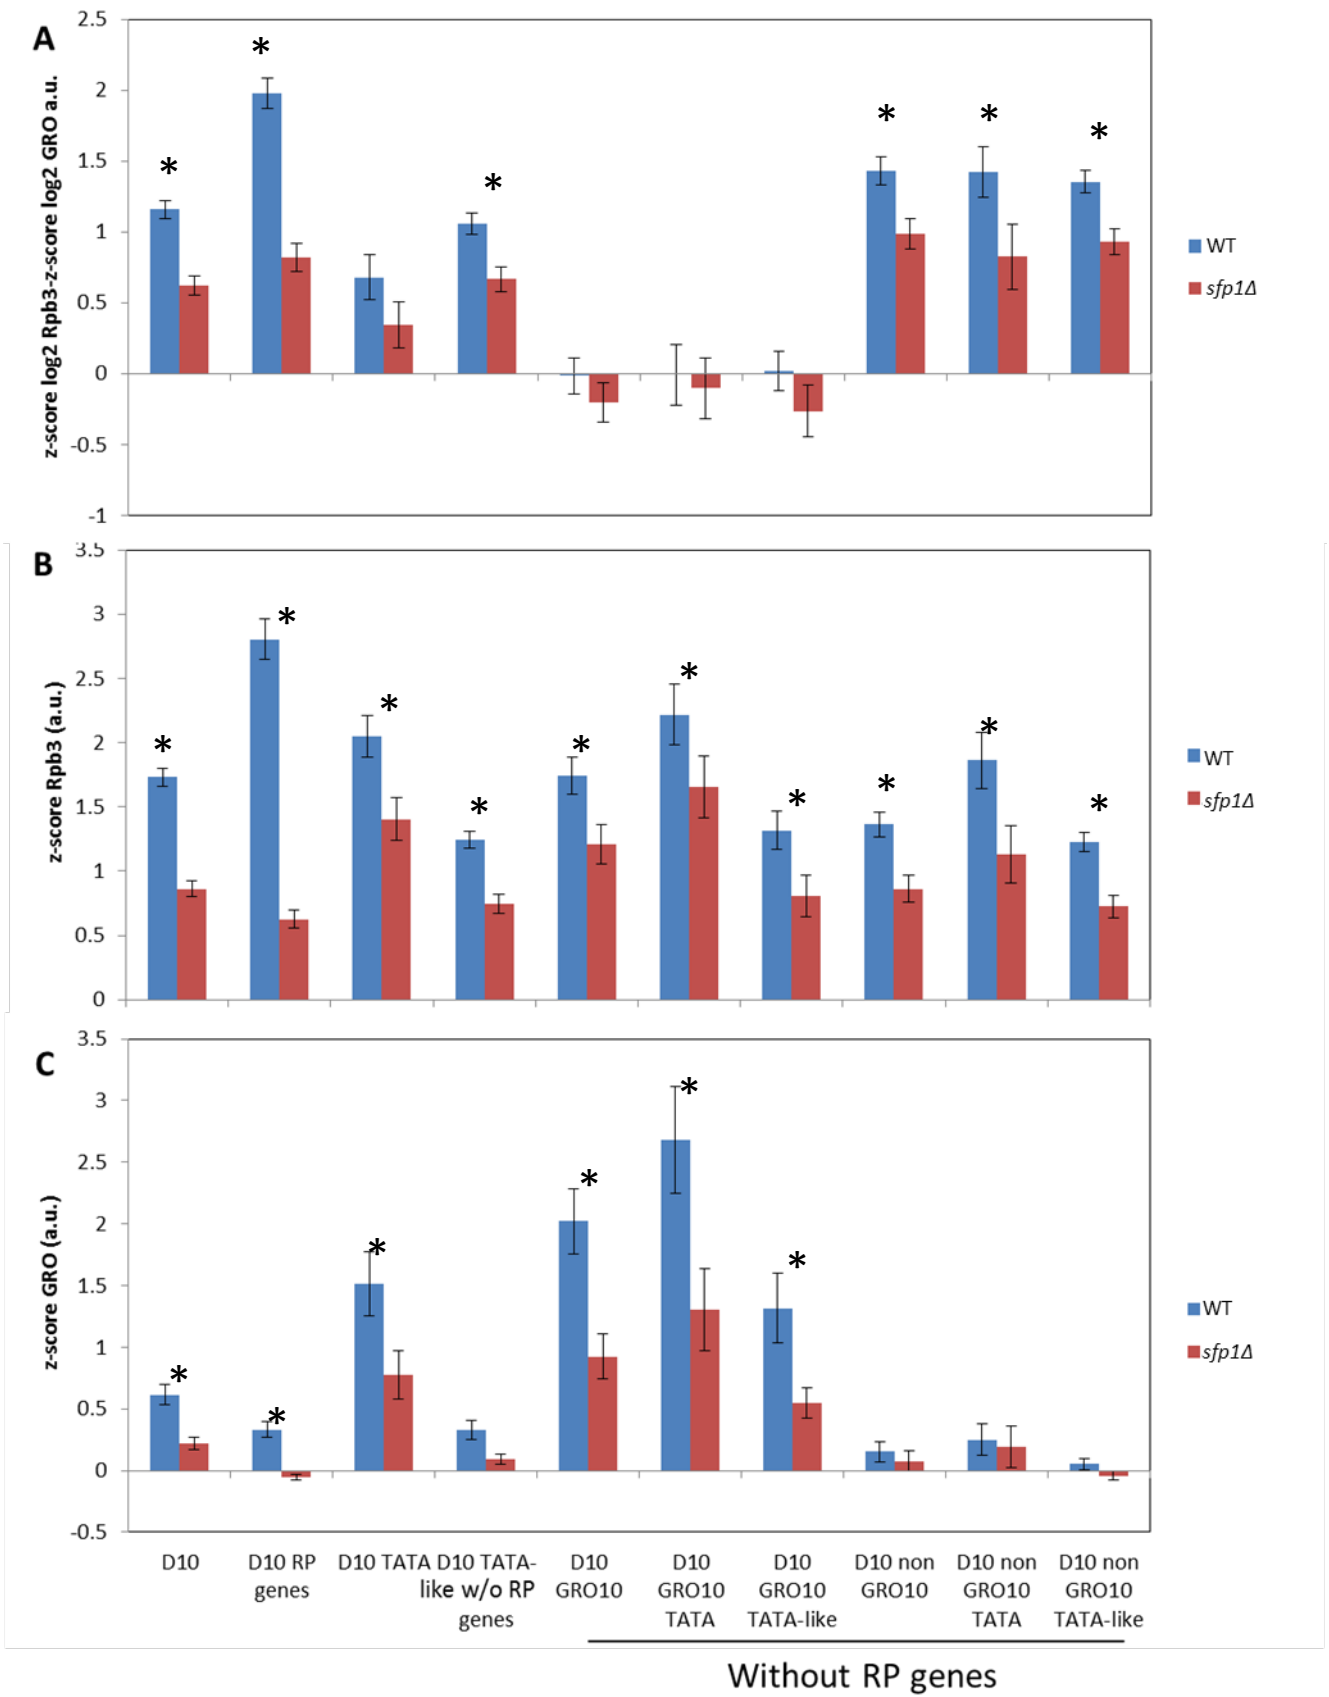 A
z-score log2 Rpb3-z-score log2 GRO a.u.
2.5
2
1.5
1
0.5
0
-0.5
-1
* * * * * *
WT
sfp1Δ
B
z-score Rpb3 (a.u.)
3.5
3
2.5
2
1.5
1
0.5
0
* * * * * * * * * *
WT
sfp1Δ
C
z-score GRO (a.u.)
3.5
3
2.5
2
1.5
1
0.5
0
-0.5
* * * * * *
WT
sfp1Δ
D10
D10 RP
genes
D10 TATA
D10 TATA-
like w/o RP
genes
D10
GRO10
D10
GRO10
TATA
D10
GRO10
TATA-like
D10 non
GRO10
D10 non
GRO10
TATA
D10 non
GRO10
TATA-like
Without RP genes